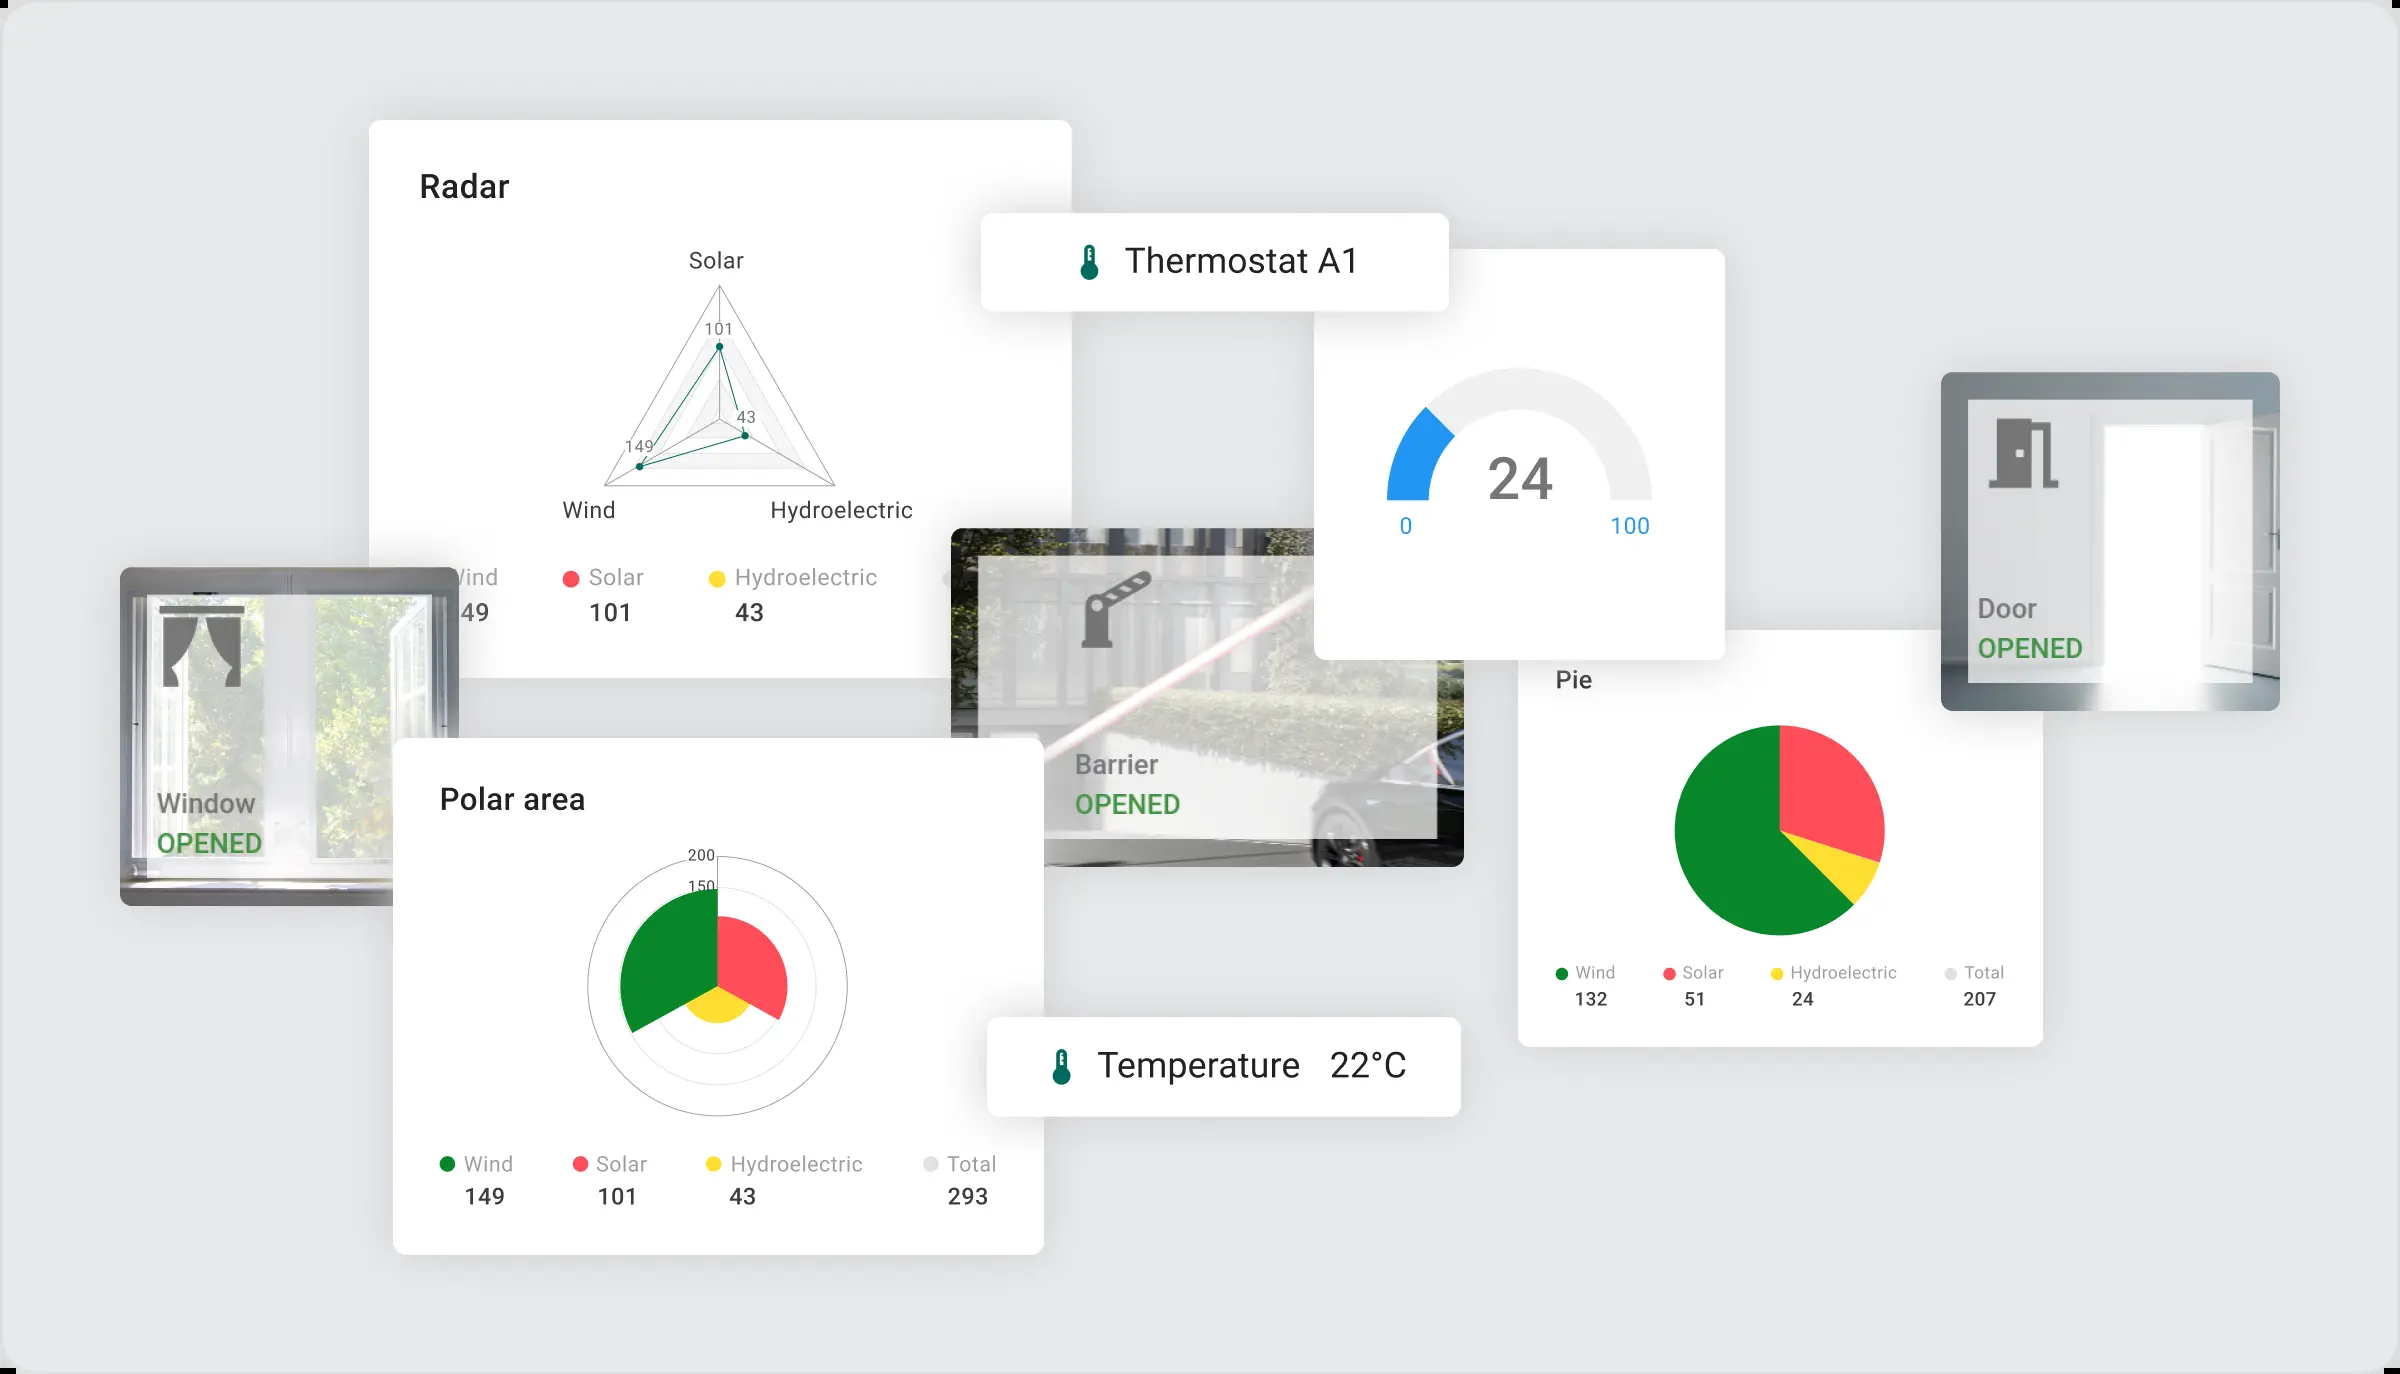 Radar
Solar
101
43
149
Wind
Hydroelectric
Solar
Hydroelectric
49
101
43
Thermostat A1
24
0
100
Door
OPENED
Window
OPENED
Barrier
OPENED
Pie
Wind
Solar
Hydroelectric
Total
132
51
24
207
Polar area
200
150
Wind
Solar
Hydroelectric
Total
149
101
43
293
Temperature 22°C